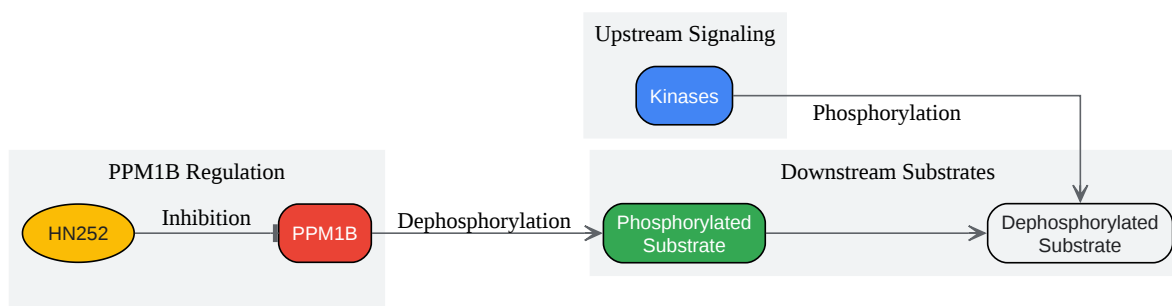 Upstream Signaling
Kinases
Phosphorylation
PPM1B Regulation
HN252
Inhibition
PPM1B
Dephosphorylation
Downstream Substrates
Phosphorylated
Substrate
Dephosphorylated
Substrate